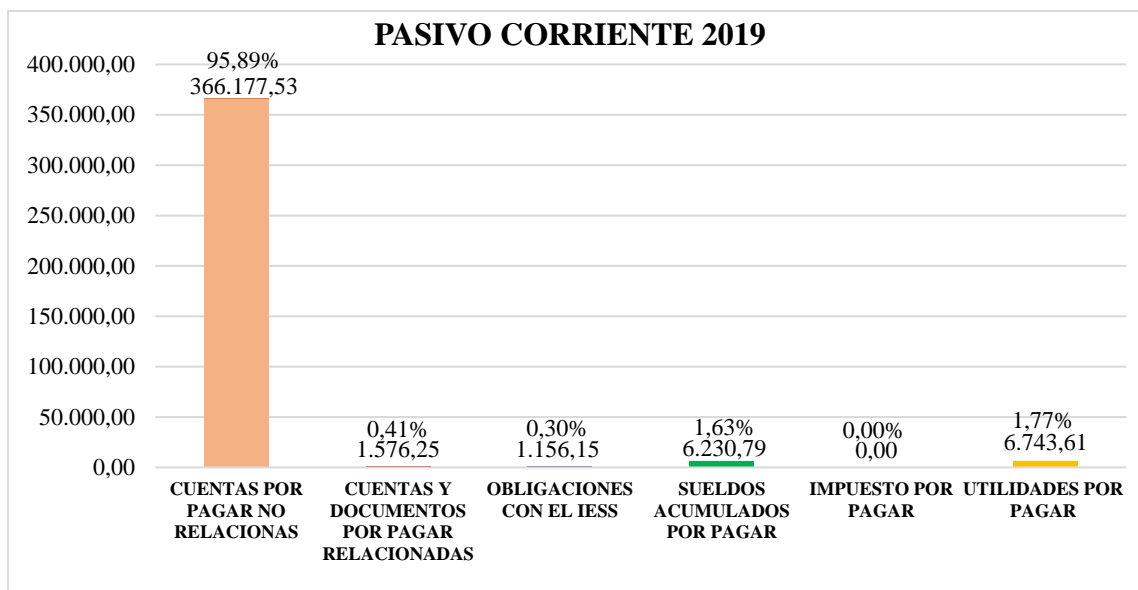 PASIVO CORRIENTE 2019
400.000,00
350.000,00
300.000,00
250.000,00
200.000,00
150.000,00
100.000,00
50.000,00
0,00
95,89%
366.177,53
0,41%
1.576,25
0,30%
1.156,15
1,63%
6.230,79
0,00%
0,00
1,77%
6.743,61
CUENTAS POR
PAGAR NO
RELACIONAS
CUENTAS Y
DOCUMENTOS
POR PAGAR
RELACIONADAS
OBLIGACIONES
CON EL IESS
SUELDOS
ACUMULADOS
POR PAGAR
IMPUESTO POR
PAGAR
UTILIDADES POR
PAGAR